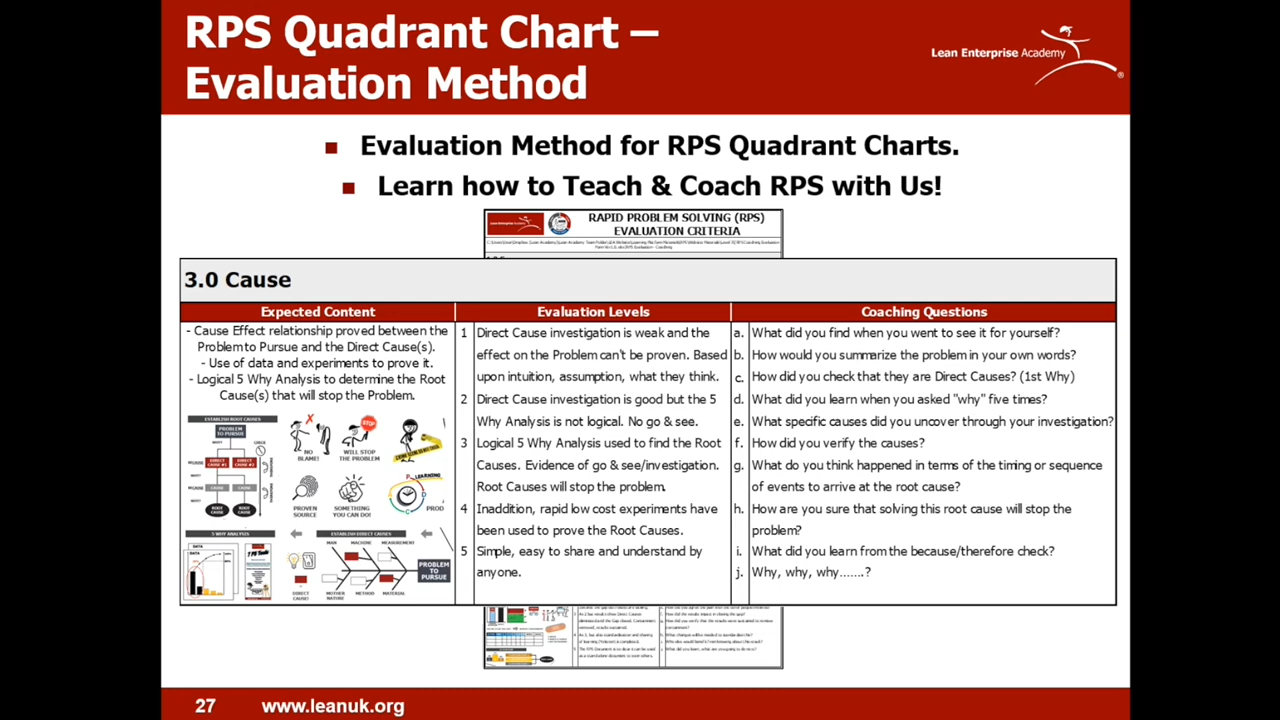 RPS Quadrant Chart –
Evaluation Method
Lean Enterprise Academy
®
■ Evaluation Method for RPS Quadrant Charts.
■ Learn how to Teach & Coach RPS with Us!
RAPID PROBLEM SOLVING (RPS)
EVALUATION CRITERIA
3.0 Cause
Expected Content
- Cause Effect relationship proved between the
Problem to Pursue and the Direct Cause(s).
- Use of data and experiments to prove it.
- Logical 5 Why Analysis to determine the Root
Cause(s) that will stop the Problem.
ESTABLISH ROOT CAUSES
PROBLEM
TO PURSUE
DIRECT
CAUSE #1
DIRECT
CAUSE #2
CAUSE
CAUSE
ROOT
CAUSE
ROOT
CAUSE
NO
BLAME!
STOP
WILL STOP
THE PROBLEM
PROVEN
SOURCE
SOMETHING
YOU CAN DO!
LEARNING
PROD
5 WHY ANALYSIS
ESTABLISH DIRECT CAUSES
DATA
DIRECT
CAUSE!
MAN
MACHINE
MEASUREMENT
PROBLEM
TO
PURSUE
MOTHER
NATURE
METHOD
MATERIAL
Evaluation Levels
1 Direct Cause investigation is weak and the
effect on the Problem can't be proven. Based
upon intuition, assumption, what they think.
2 Direct Cause investigation is good but the 5
Why Analysis is not logical. No go & see.
3 Logical 5 Why Analysis used to find the Root
Causes. Evidence of go & see/investigation.
Root Causes will stop the problem.
4 Inaddition, rapid low cost experiments have
been used to prove the Root Causes.
5 Simple, easy to share and understand by
anyone.
Coaching Questions
a. What did you find when you went to see it for yourself?
b. How would you summarize the problem in your own words?
c. How did you check that they are Direct Causes? (1st Why)
d. What did you learn when you asked "why" five times?
e. What specific causes did you uncover through your investigation?
f. How did you verify the causes?
g. What do you think happened in terms of the timing or sequence
of events to arrive at the root cause?
h. How are you sure that solving this root cause will stop the
problem?
i. What did you learn from the because/therefore check?
j. Why, why, why.......?
27
www.leanuk.org